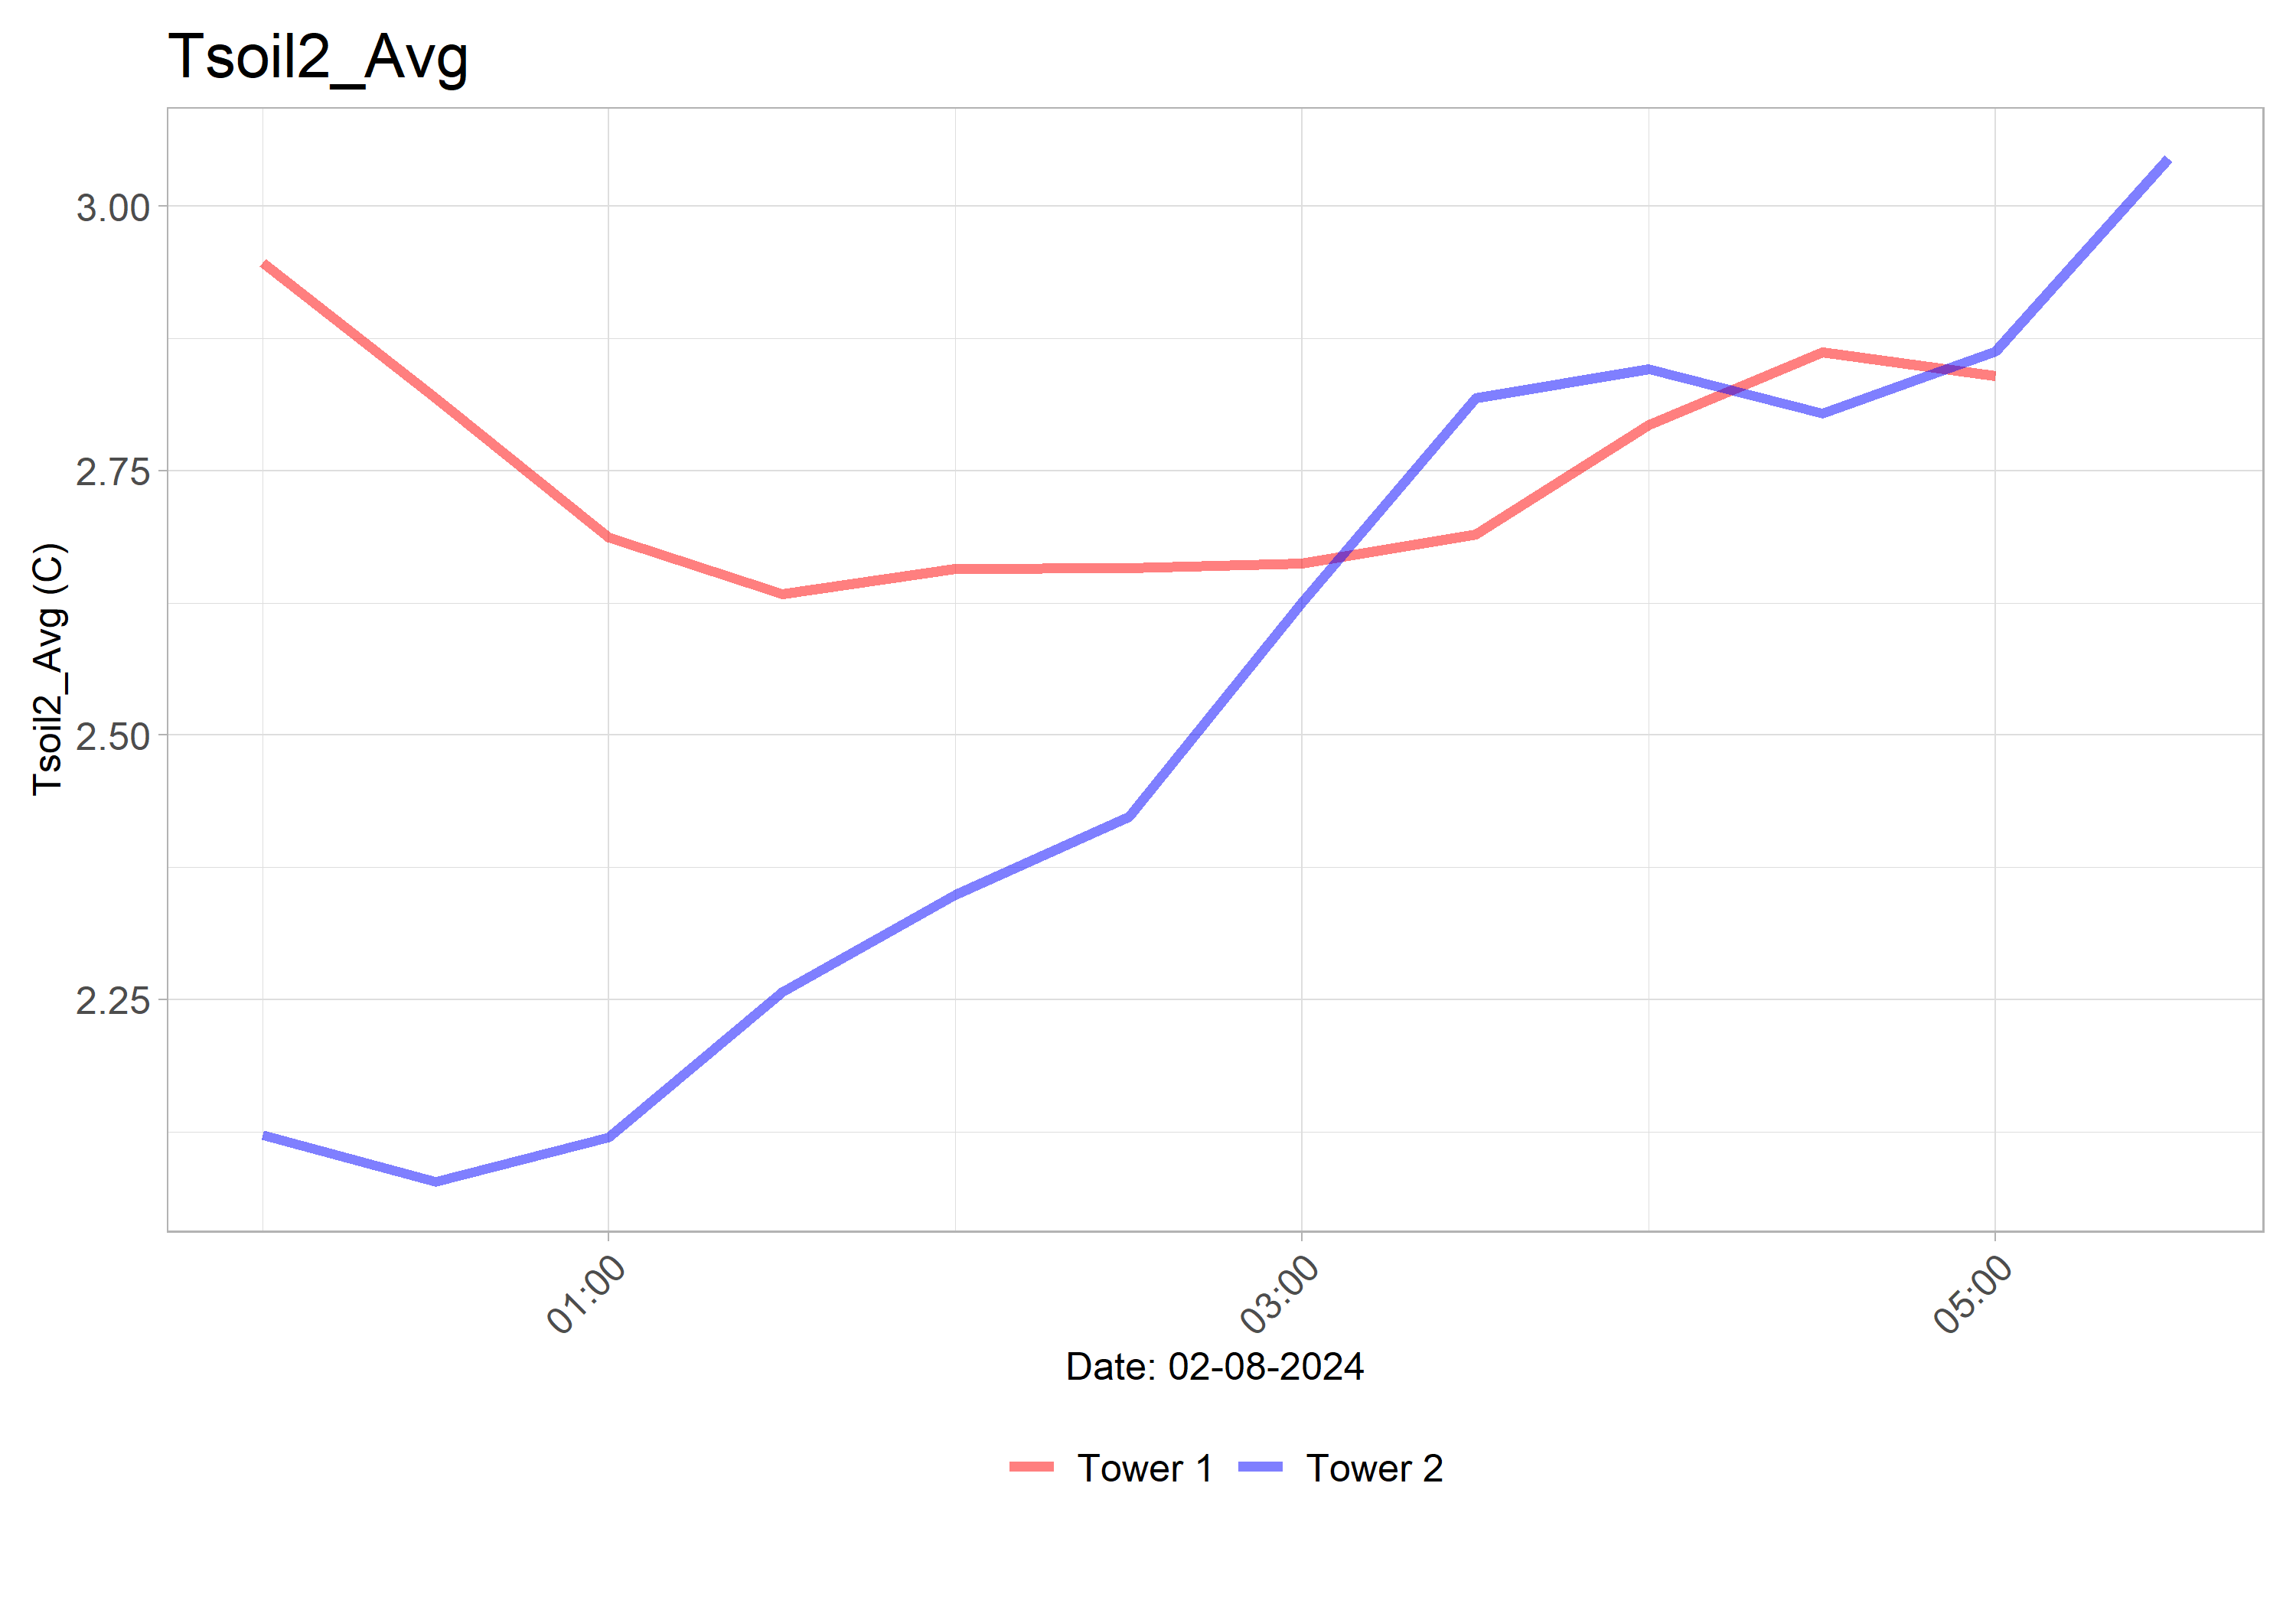 Tsoil2_Avg
Tsoil2_Avg (C)
3.00
2.75
2.50
2.25
01:00
03:00
05:00
Date: 02-08-2024
Tower 1
Tower 2